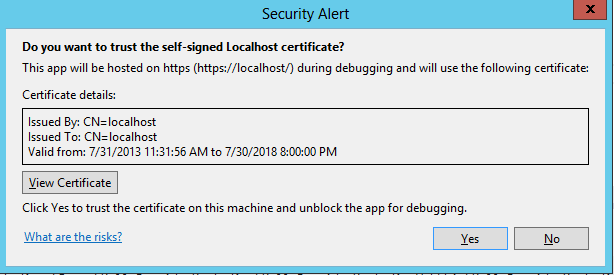 Security Alert
x
Do you want to trust the self-signed Localhost certificate?
This app will be hosted on https (https://localhost/) during debugging and will use the following certificate:
Certificate details:
Issued By: CN=localhost
Issued To: CN=localhost
Valid from: 7/31/2013 11:31:56 AM to 7/30/2018 8:00:00 PM
View Certificate
Click Yes to trust the certificate on this machine and unblock the app for debugging.
What are the risks?
Yes
No